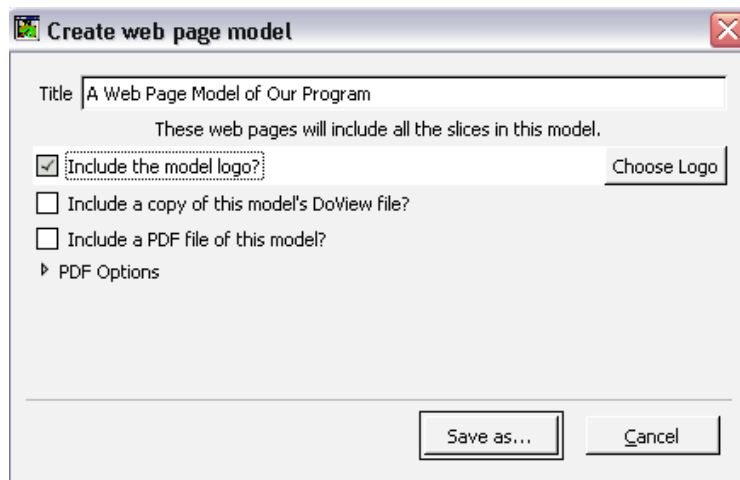 Create web page model
Title A Web Page Model of Our Program
These web pages will include all the slices in this model.
Include the model logo? Choose Logo
Include a copy of this model's DoView file?
Include a PDF file of this model?
PDF Options
Save as... Cancel